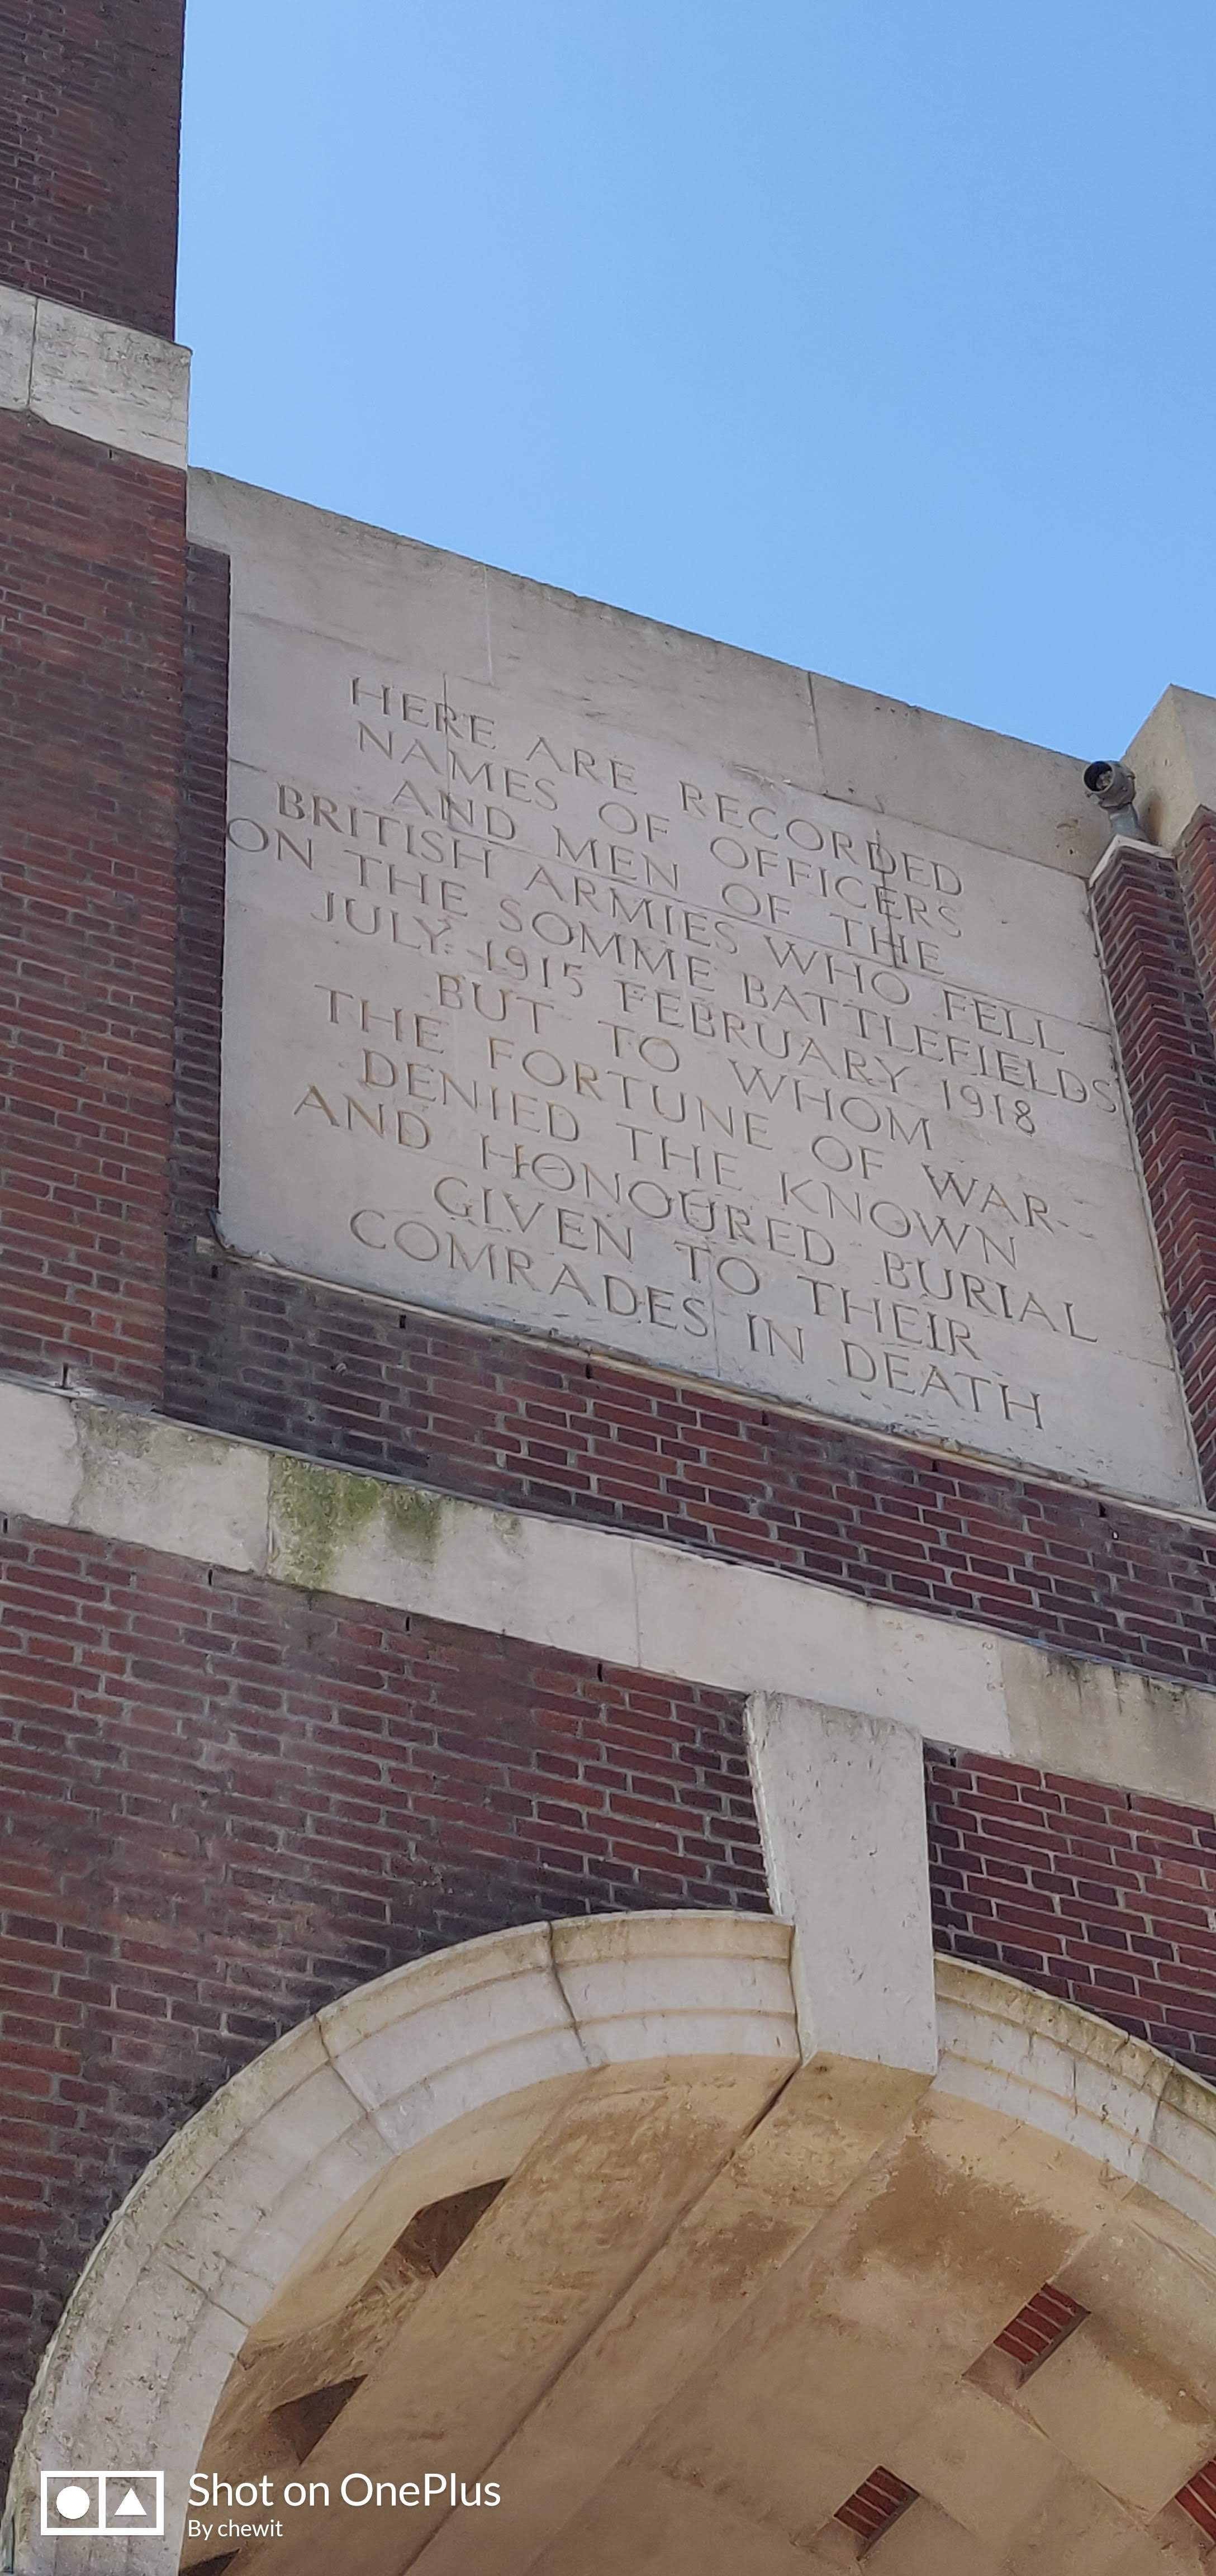 HERE ARE RECORDED
NAMES OF OFFICERS
AND MEN OF THE
BRITISH ARMIES WHO FELL
ON THE SOMME BATTLEFIELDS
JULY 1915 FEBRUARY 1918
BUT TO WHOM
THE FORTUNE OF WAR
DENIED THE KNOWN
AND HONOURED BURIAL
GIVEN TO THEIR
COMRADES IN DEATH
Shot on OnePlus
By chewit